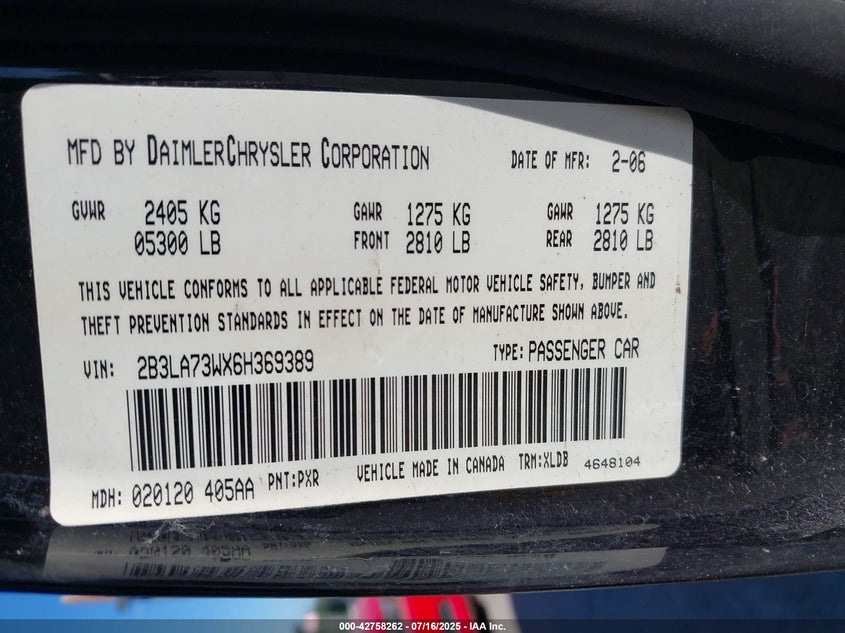 MFD BY DAIMLERCHRYSLER CORPORATION DATE OF MFR: 2-06
GVWR 2405 KG GAWR 1275 KG GAWR 1275 KG
05300 LB FRONT 2810 LB REAR 2810 LB
THIS VEHICLE CONFORMS TO ALL APPLICABLE FEDERAL MOTOR VEHICLE SAFETY, BUMPER AND
THEFT PREVENTION STANDARDS IN EFFECT ON THE DATE OF MANUFACTURE SHOWN ABOVE.
VIN: 2B3LA73WX6H369389 TYPE: PASSENGER CAR
MDH: 020120 405AA PNT:PXR VEHICLE MADE IN CANADA TRM:XLDB 4648104
000-42758262 - 07/16/2025 - IAA Inc.